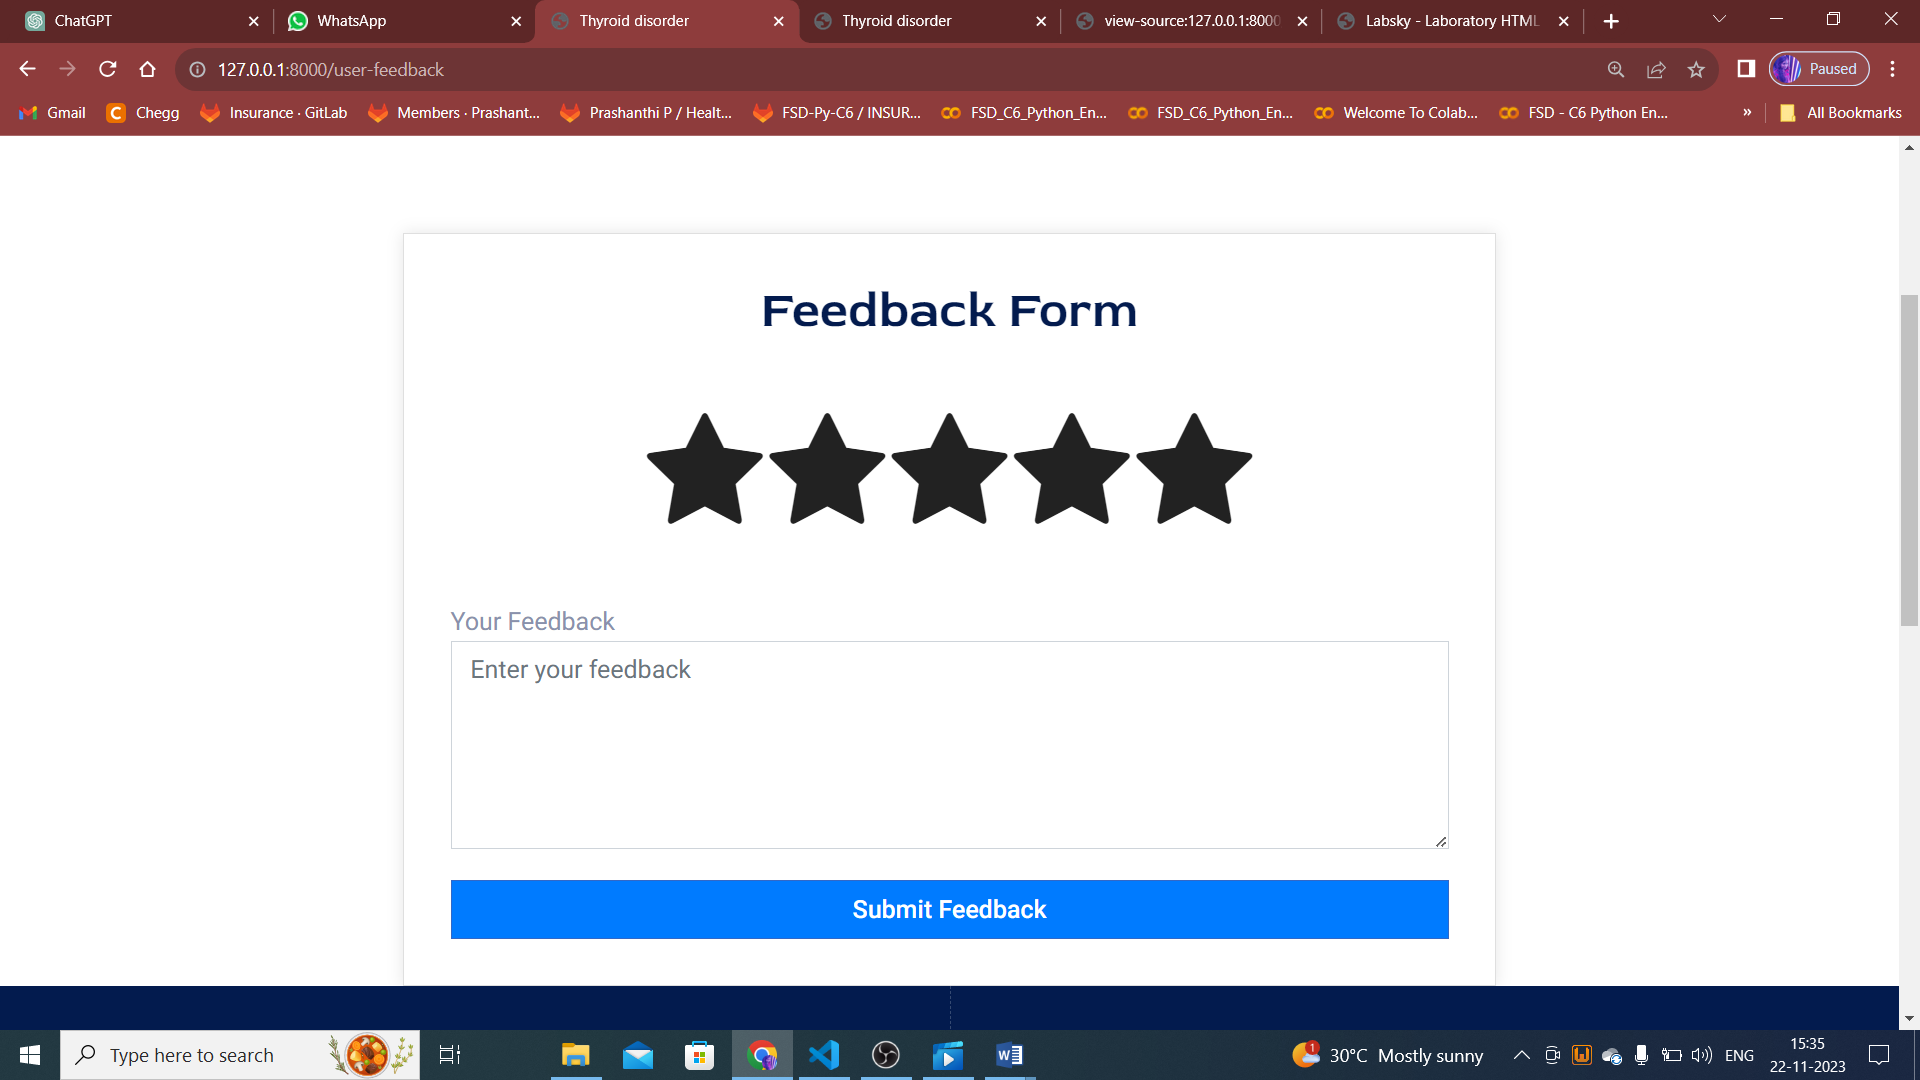 ChatGPT
WhatsApp
Thyroid disorder
Thyroid disorder
view-source:127.0.0.1:8000
Labsky - Laboratory HTML
127.0.0.1:8000/user-feedback
Paused
Gmail
Chegg
Insurance · GitLab
Members · Prashant...
Prashanthi P / Healt...
FSD-Py-C6 / INSUR...
FSD_C6_Python_En...
FSD_C6_Python_En...
Welcome To Colab...
FSD - C6 Python En...
»
All Bookmarks
Feedback Form
Your Feedback
Enter your feedback
Submit Feedback
Type here to search
1
30°C Mostly sunny
ENG
15:35
22-11-2023